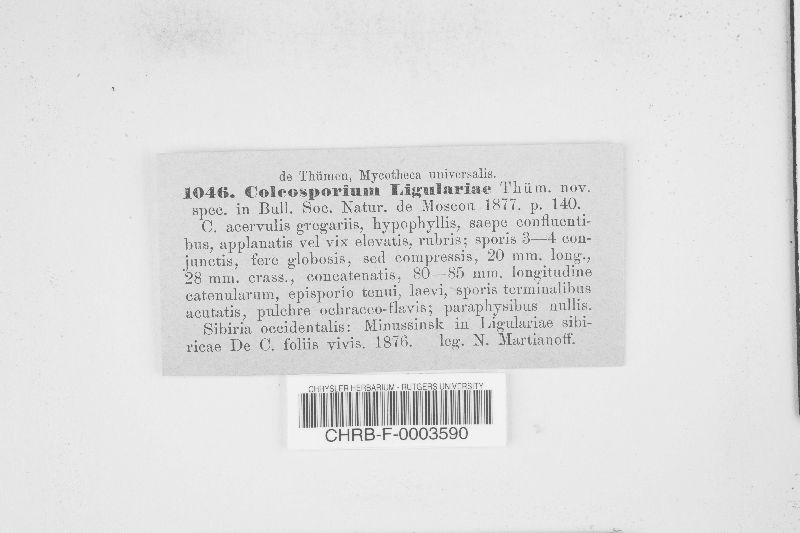 de Thümen, Mycotheca universalis.
1046. Coleosporium Ligulariae Thüm. nov.
spec. in Bull. Soc. Natur. de Moscou 1877. p. 140.
C. acervulis gregariis, hypophyllis, saepe confluenti-
bus, applanatis vel vix elevatis, rubris; sporis 3—4 con-
junctis, fere globosis, sed compressis, 20 mm. long.,
28 mm. crass., concatenatis, 80—85 mm. longitudine
catenularum, episporio tenui, laevi, sporis terminalibus
acutatis, pulchre ochraceo-flavis; paraphysibus nullis.
Sibiria occidentalis: Minussinsk in Ligulariae sibi-
ricae De C. foliis vivis. 1876. leg. N. Martianoff.
CHRYSLER HERBARIUM - RUTGERS UNIVERSITY
CHRB-F-0003590